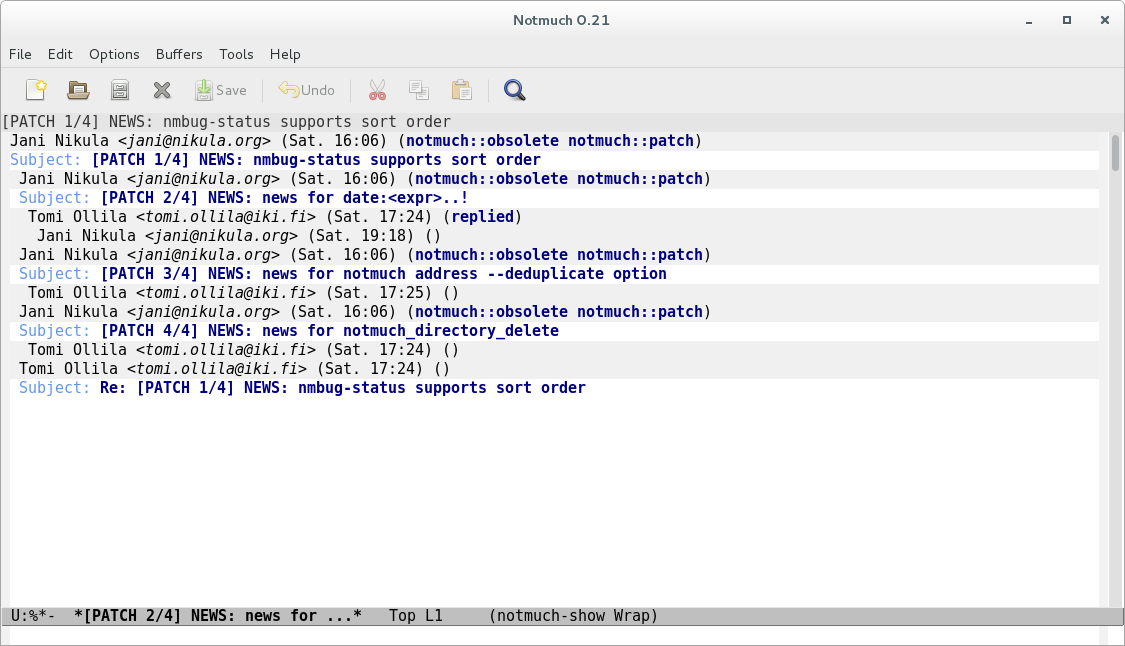 Notmuch 0.21
File Edit Options Buffers Tools Help
Save Undo
[PATCH 1/4] NEWS: nmbug-status supports sort order
Jani Nikula <jani@nikula.org> (Sat. 16:06) (notmuch::obsolete notmuch::patch)
Subject: [PATCH 1/4] NEWS: nmbug-status supports sort order
Jani Nikula <jani@nikula.org> (Sat. 16:06) (notmuch::obsolete notmuch::patch)
Subject: [PATCH 2/4] NEWS: news for date:<expr>..!
Tomi Ollila <tomi.ollila@iki.fi> (Sat. 17:24) (replied)
Jani Nikula <jani@nikula.org> (Sat. 19:18) ()
Jani Nikula <jani@nikula.org> (Sat. 16:06) (notmuch::obsolete notmuch::patch)
Subject: [PATCH 3/4] NEWS: news for notmuch address --deduplicate option
Tomi Ollila <tomi.ollila@iki.fi> (Sat. 17:25) ()
Jani Nikula <jani@nikula.org> (Sat. 16:06) (notmuch::obsolete notmuch::patch)
Subject: [PATCH 4/4] NEWS: news for notmuch_directory_delete
Tomi Ollila <tomi.ollila@iki.fi> (Sat. 17:24) ()
Tomi Ollila <tomi.ollila@iki.fi> (Sat. 17:24) ()
Subject: Re: [PATCH 1/4] NEWS: nmbug-status supports sort order
U:%*- *[PATCH 2/4] NEWS: news for ...* Top L1 (notmuch-show Wrap)